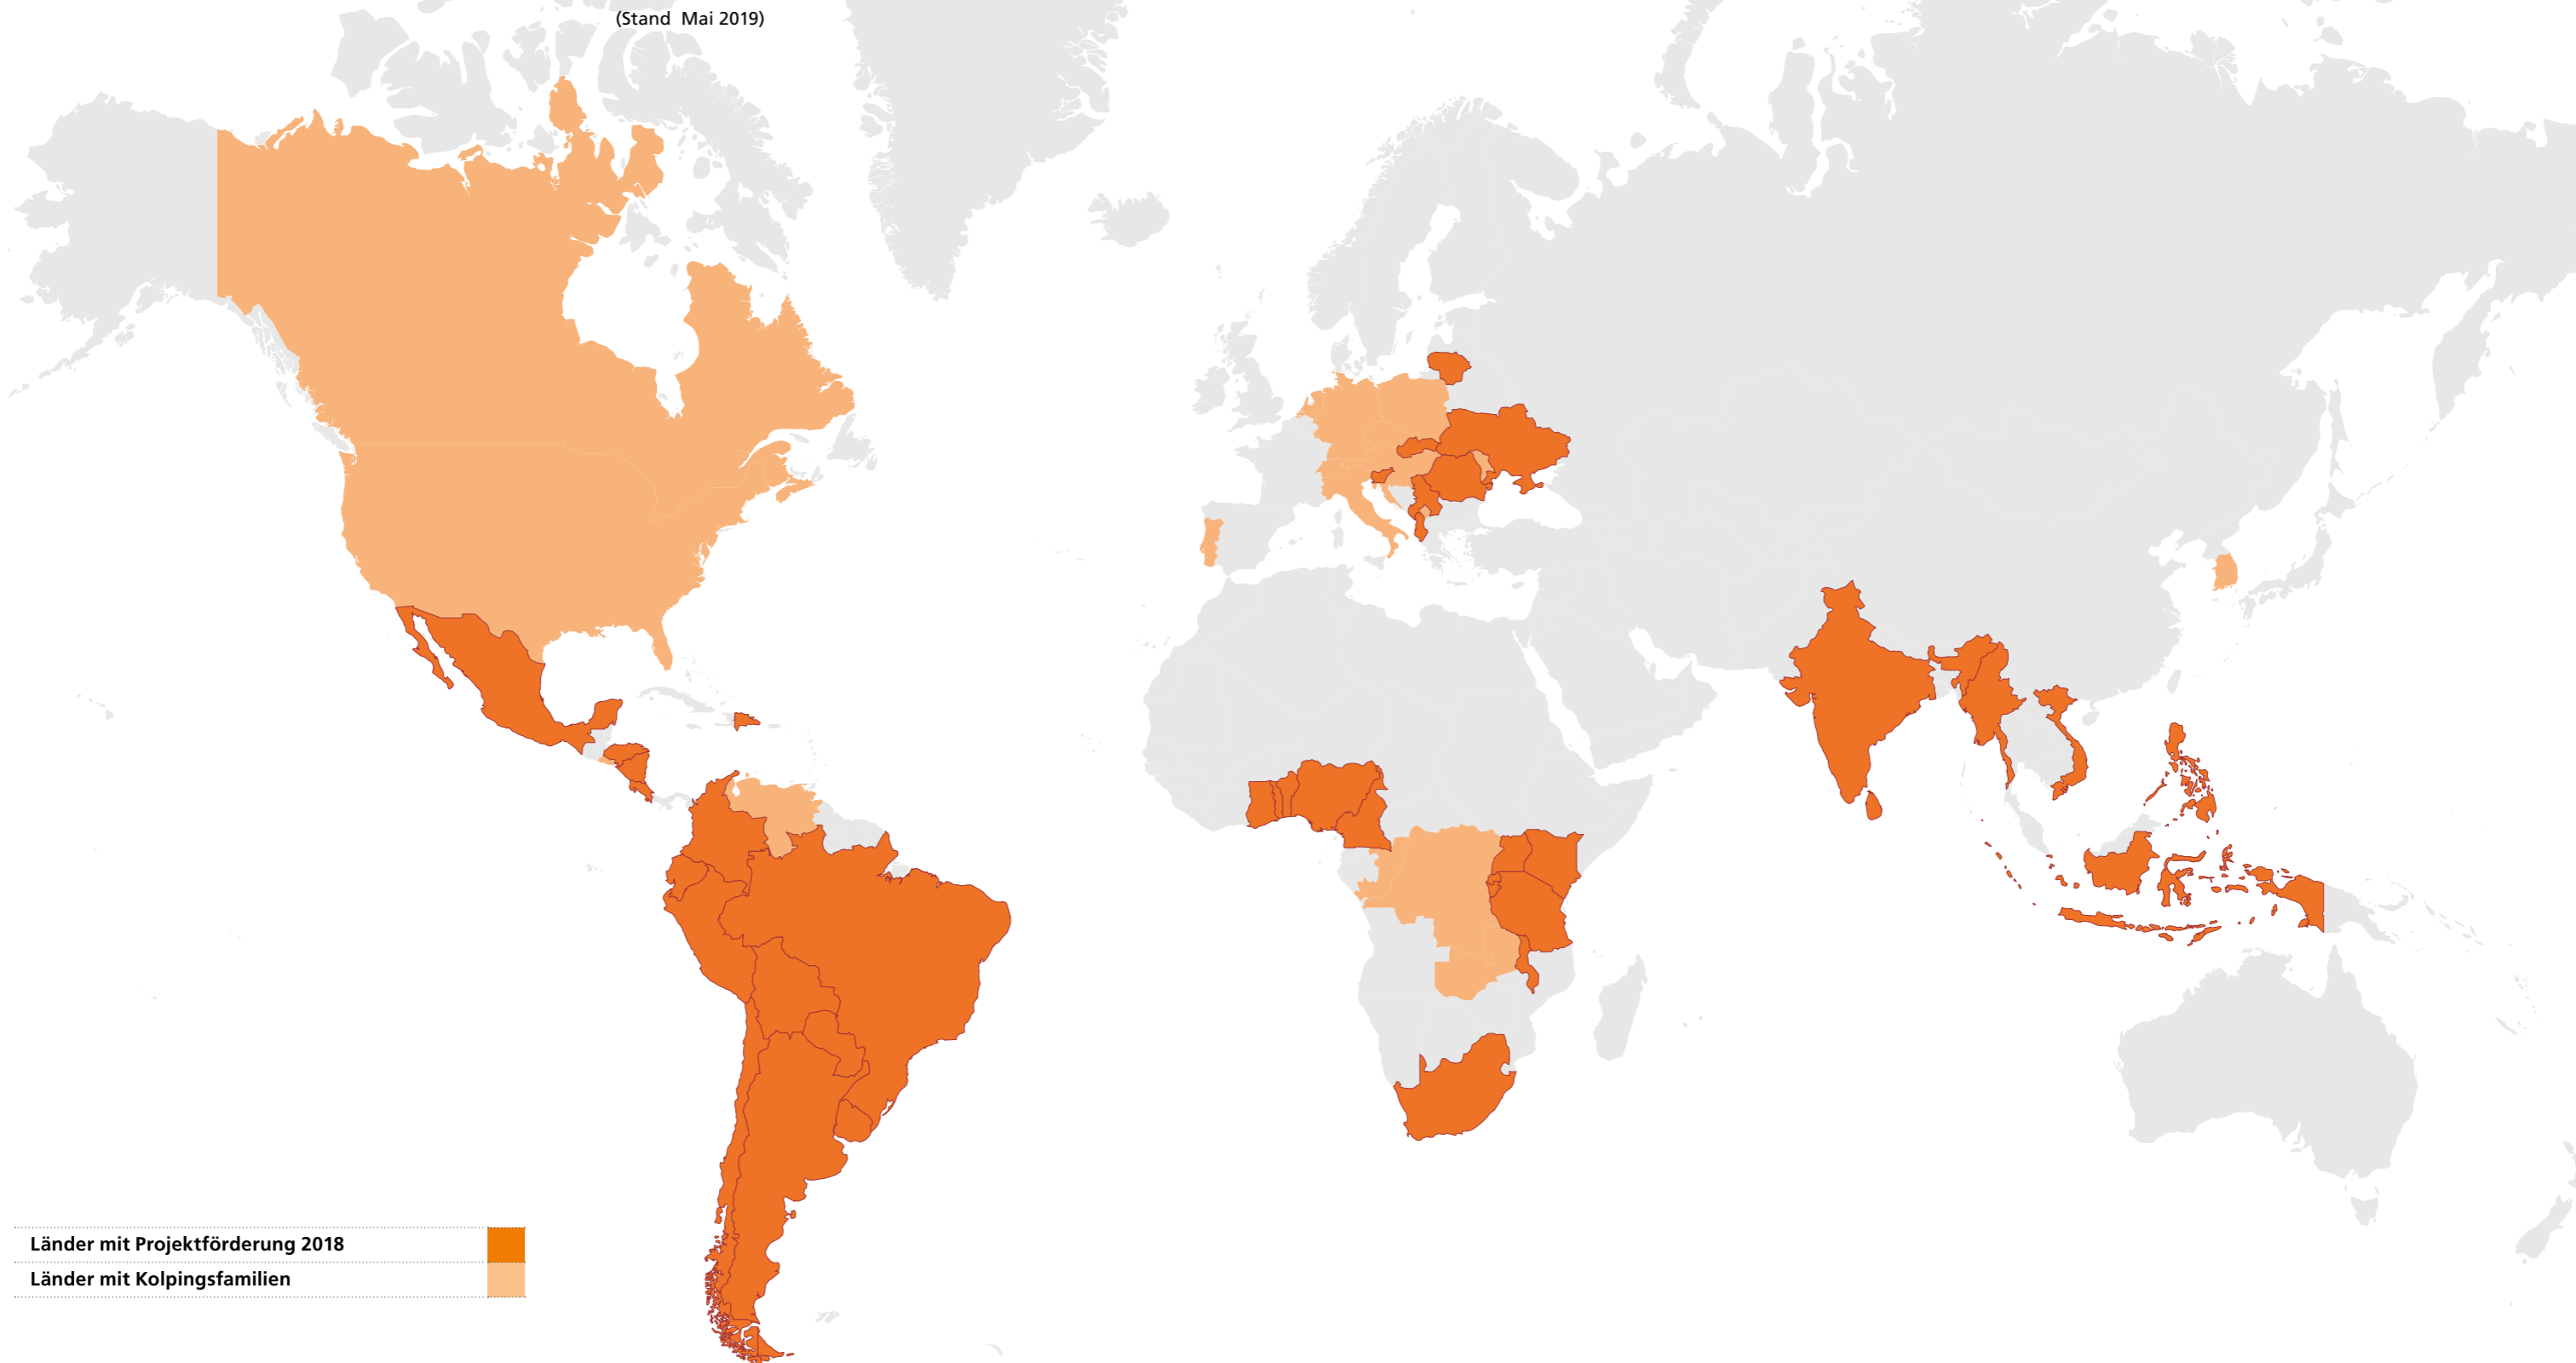 (Stand Mai 2019)
Länder mit Projektförderung 2018
Länder mit Kolpingsfamilien